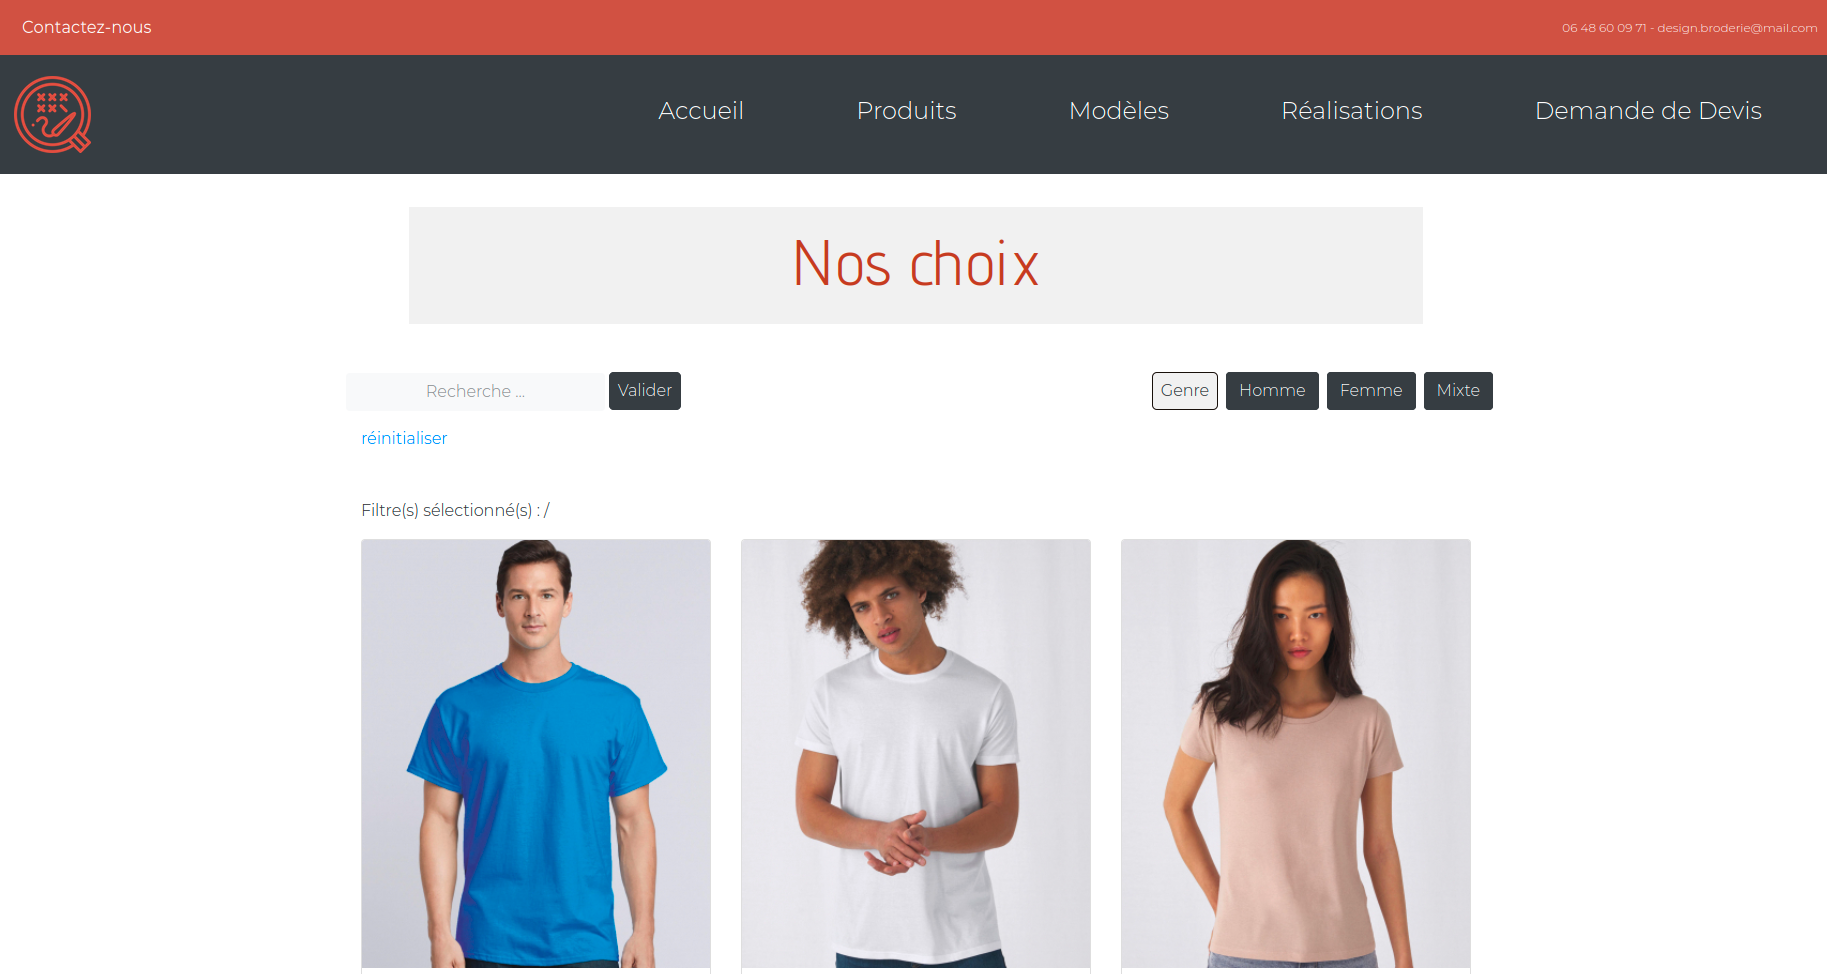 Contactez-nous
06 48 60 09 71 - design.broderie@mail.com
Accueil Produits Modèles Réalisations Demande de Devis
Nos choix
Recherche ... Valider Genre Homme Femme Mixte
réinitialiser
Filtre(s) sélectionné(s) : /